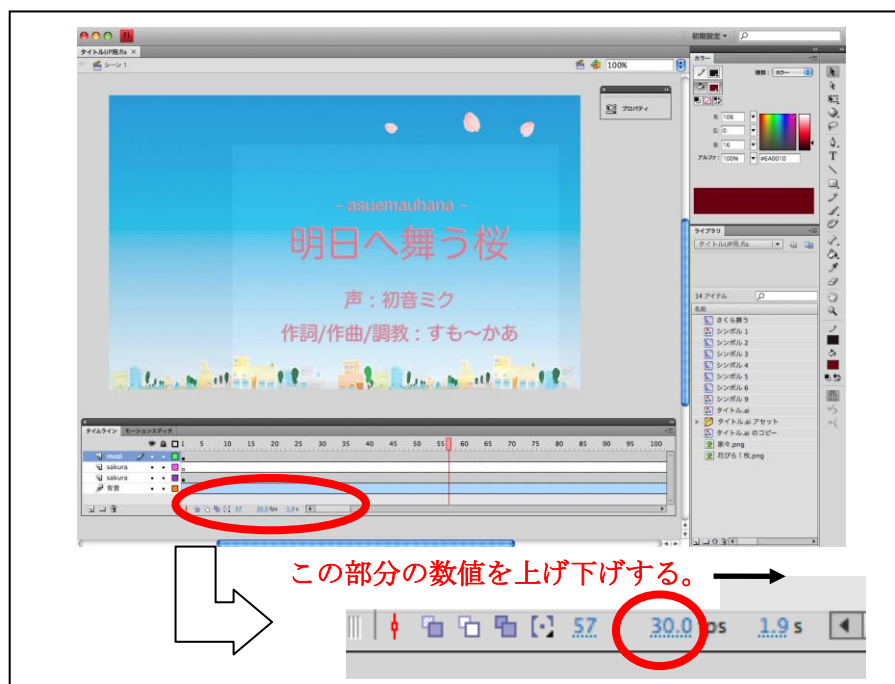 FL
初期設定
タイトルUP用.fla ×
シーン 1
100%
プロパティ
- asuemauhana -
明日へ舞う桜
声：初音ミク
作詞/作曲/調教：すも〜かあ
カラー
種類： カラー
R: 106
G: 0
B: 16
アルファ： 100%
#6A0010
ライブラリ
タイトルUP用.fla
14 アイテム
名前
さくら舞う
シンボル 1
シンボル 2
シンボル 3
シンボル 4
シンボル 5
シンボル 6
シンボル 9
タイトル.ai
タイトル.ai アセット
タイトル.ai のコピー
家々.png
花びら1枚.png
タイムライン モーションエディタ
1 5 10 15 20 25 30 35 40 45 50 55 60 65 70 75 80 85 90 95 100
moji
sakura
sakura
背景
57 30.0 fps 1.9 s
この部分の数値を上げ下げする。
57 30.0 fps 1.9 s